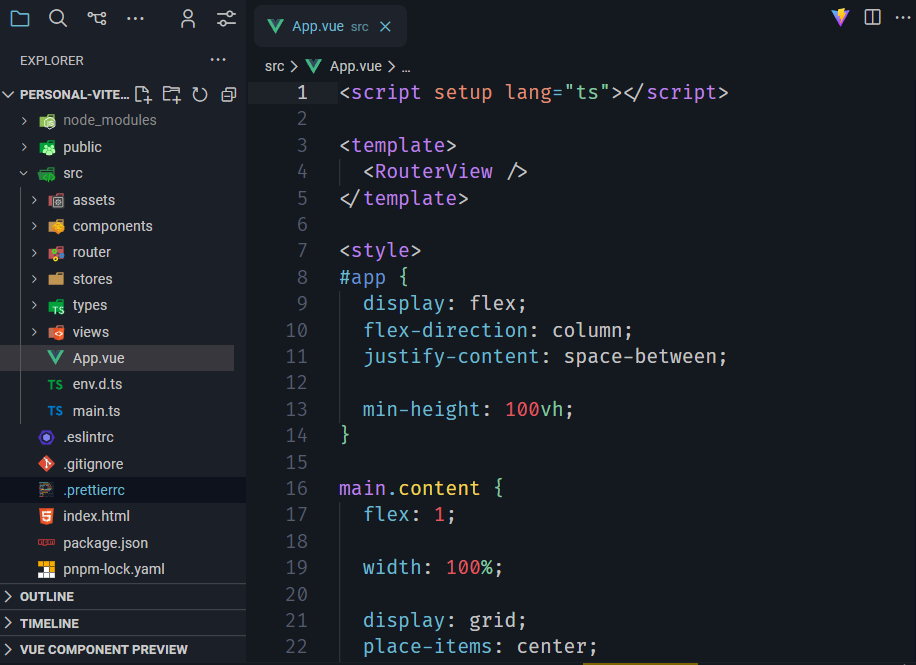 App.vue src
EXPLORER
src > App.vue > ...
PERSONAL-VITE...
node_modules
public
src
assets
components
router
stores
types
views
App.vue
TS env.d.ts
TS main.ts
.eslintrc
.gitignore
.prettierrc
index.html
package.json
pnpm-lock.yaml
OUTLINE
TIMELINE
VUE COMPONENT PREVIEW
1 <script setup lang="ts"></script>
2
3 <template>
4 <RouterView />
5 </template>
6
7 <style>
8 #app {
9 display: flex;
10 flex-direction: column;
11 justify-content: space-between;
12
13 min-height: 100vh;
14 }
15
16 main.content {
17 flex: 1;
18
19 width: 100%;
20
21 display: grid;
22 place-items: center;